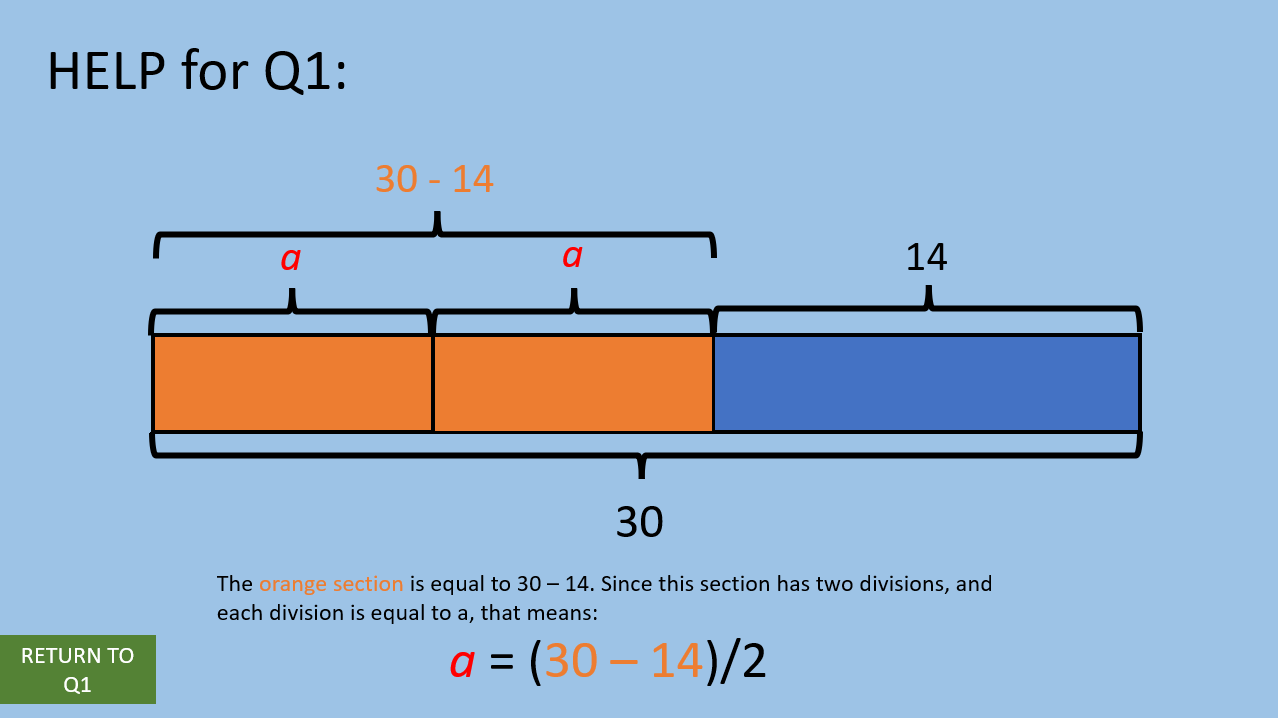 HELP for Q1:
30 - 14
a
a
14
30
The orange section is equal to 30 – 14. Since this section has two divisions, and
each division is equal to a, that means:
a = (30 – 14)/2
RETURN TO
Q1